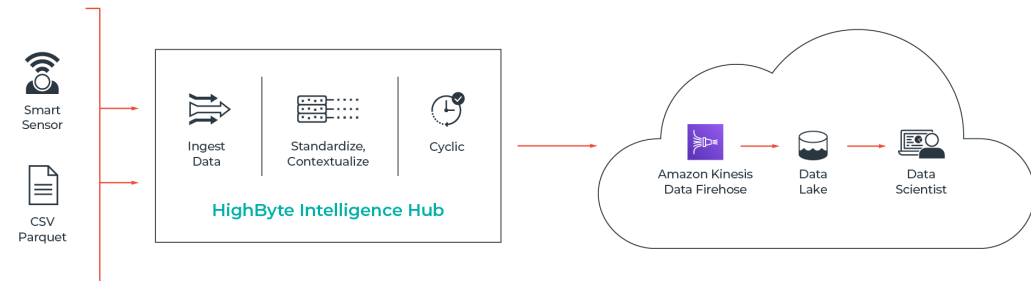 Smart
Sensor
CSV
Parquet
Ingest
Data
Standardize,
Contextualize
Cyclic
HighByte Intelligence Hub
Amazon Kinesis
Data Firehose
Data
Lake
Data
Scientist